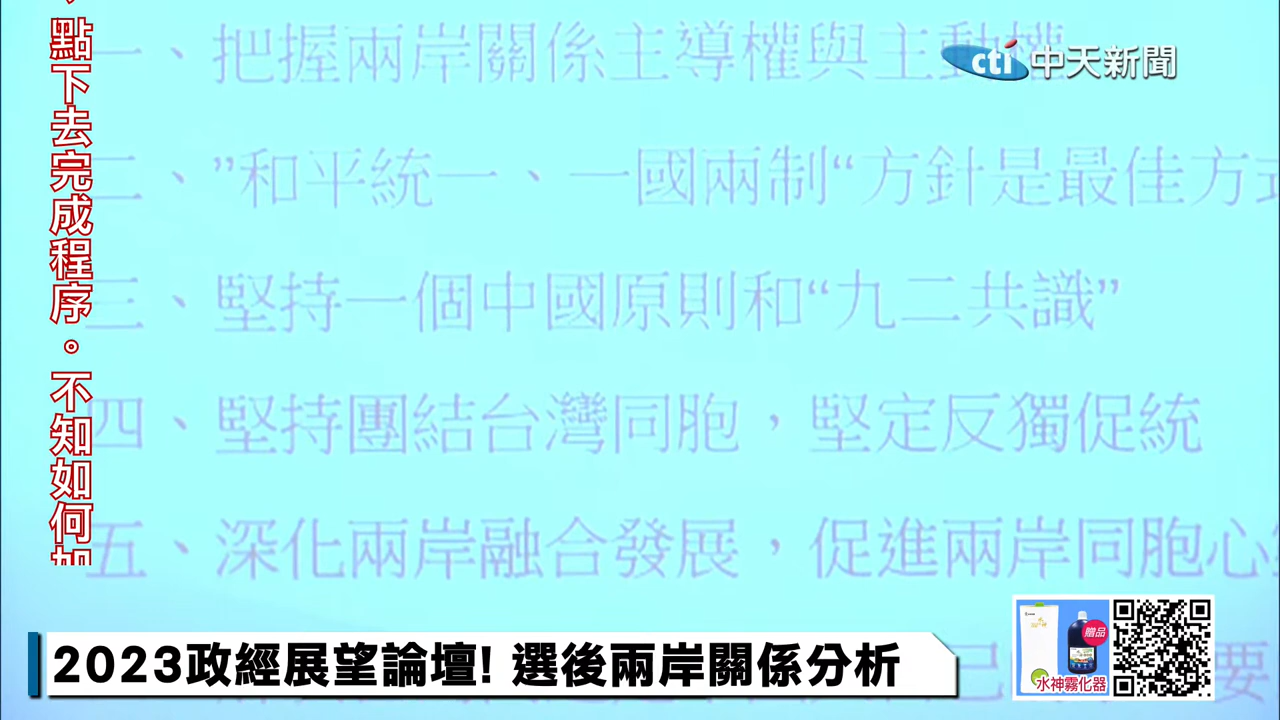 一、把握兩岸關係主導權與主動權
二、”和平統一、一國兩制“方針是最佳方式
三、堅持一個中國原則和“九二共識”
四、堅持團結台灣同胞，堅定反獨促統
五、深化兩岸融合發展，促進兩岸同胞心
要
cti 中天新聞
，點下去完成程序。不知如何加
2023政經展望論壇! 選後兩岸關係分析
贈品
水神霧化器